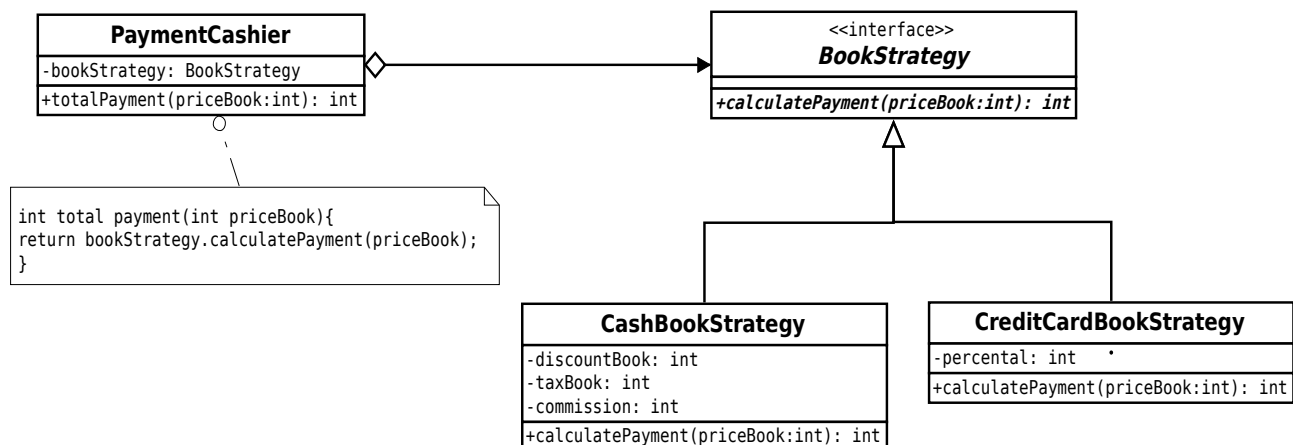 PaymentCashier
-bookStrategy: BookStrategy
+totalPayment(priceBook:int): int
<<interface>>
BookStrategy
+calculatePayment(priceBook:int): int
int total payment(int priceBook){
return bookStrategy.calculatePayment(priceBook);
}
CashBookStrategy
-discountBook: int
-taxBook: int
-commission: int
+calculatePayment(priceBook:int): int
CreditCardBookStrategy
-percental: int
+calculatePayment(priceBook:int): int